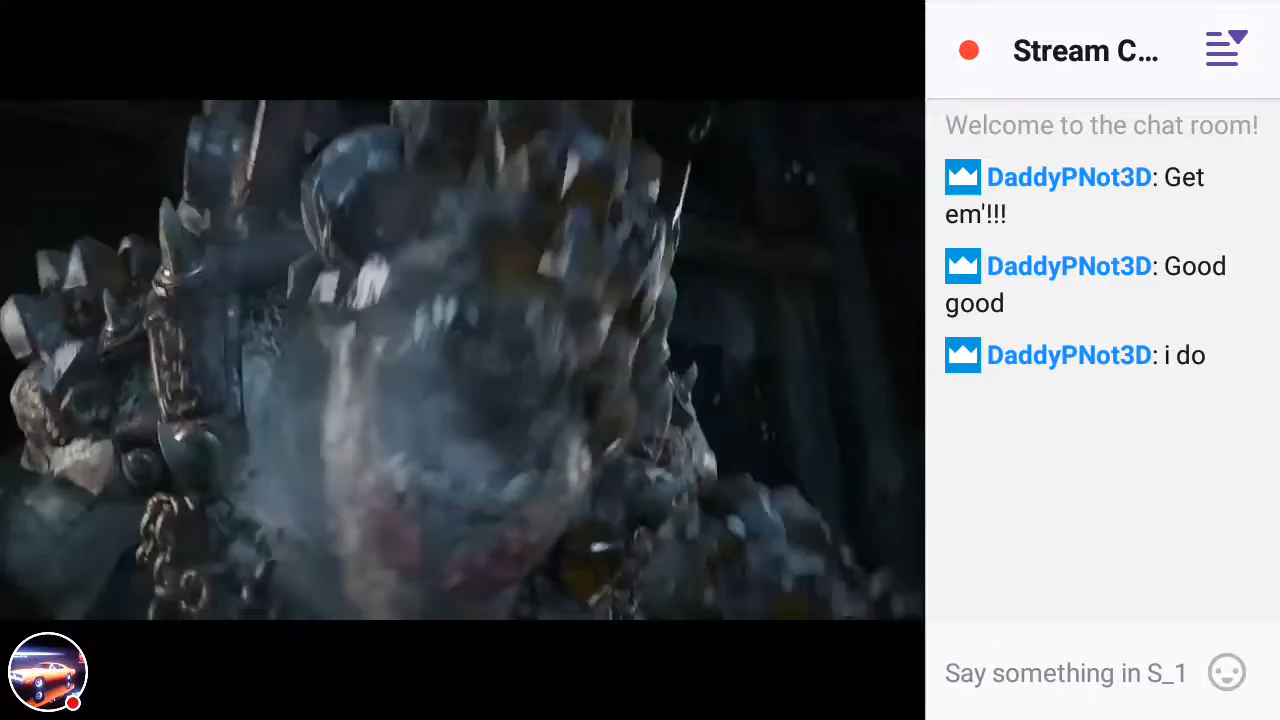 Stream C...
Welcome to the chat room!
DaddyPNot3D: Get
em'!!!
DaddyPNot3D: Good
good
DaddyPNot3D: i do
Say something in S_1